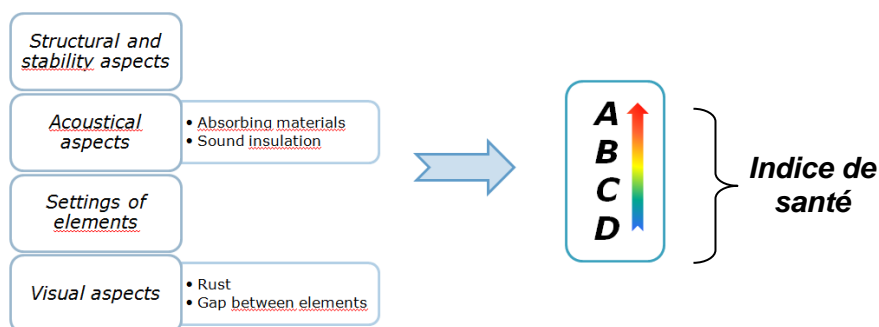 Structural and
stability aspects
Acoustical
aspects
• Absorbing materials
• Sound insulation
Settings of
elements
Visual aspects
• Rust
• Gap between elements
A
B
C
D
Indice de
santé